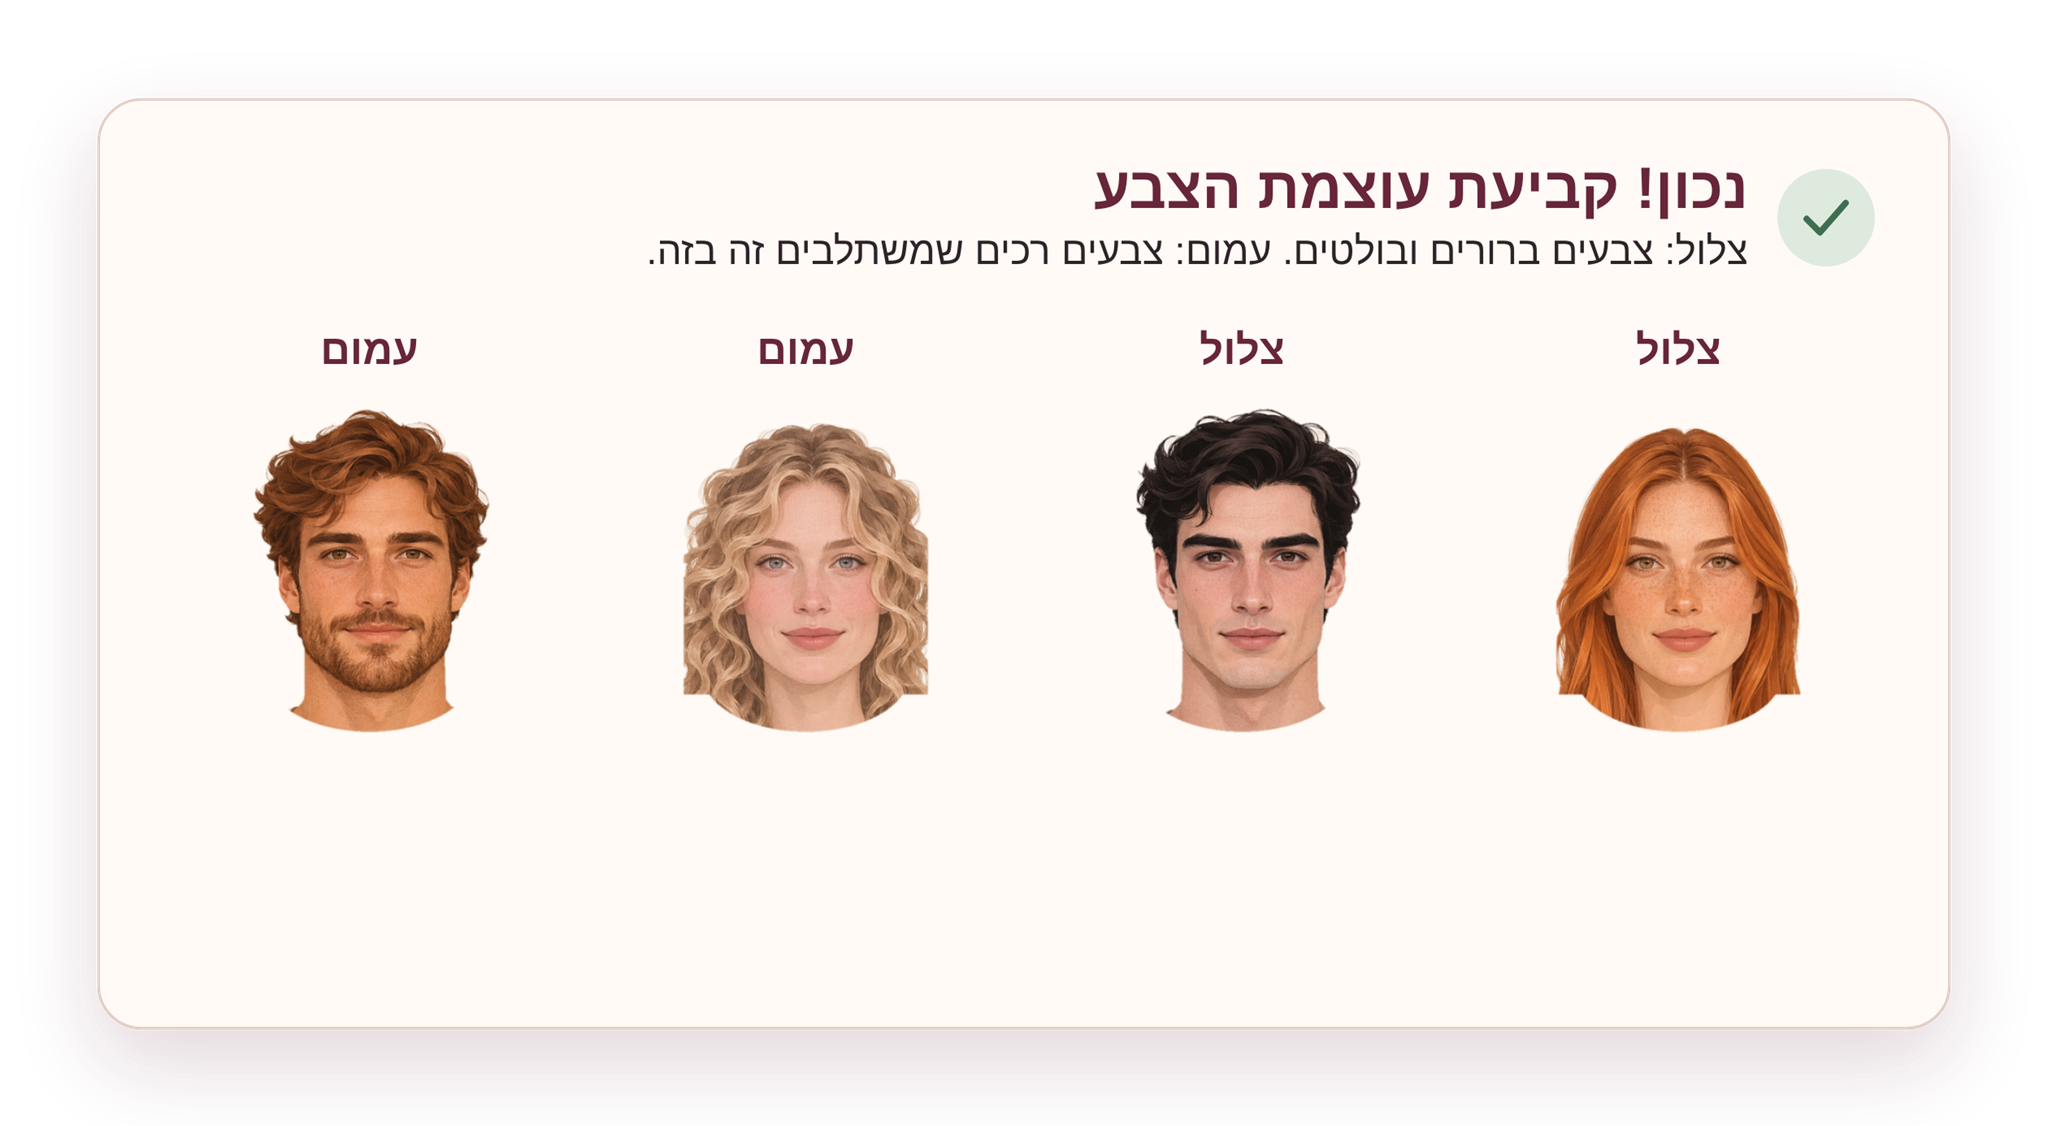 נכון! קביעת עוצמת הצבע
צלול: צבעים ברורים ובולטים. עמום: צבעים רכים שמשתלבים זה בזה.
צלול
צלול
עמום
עמום